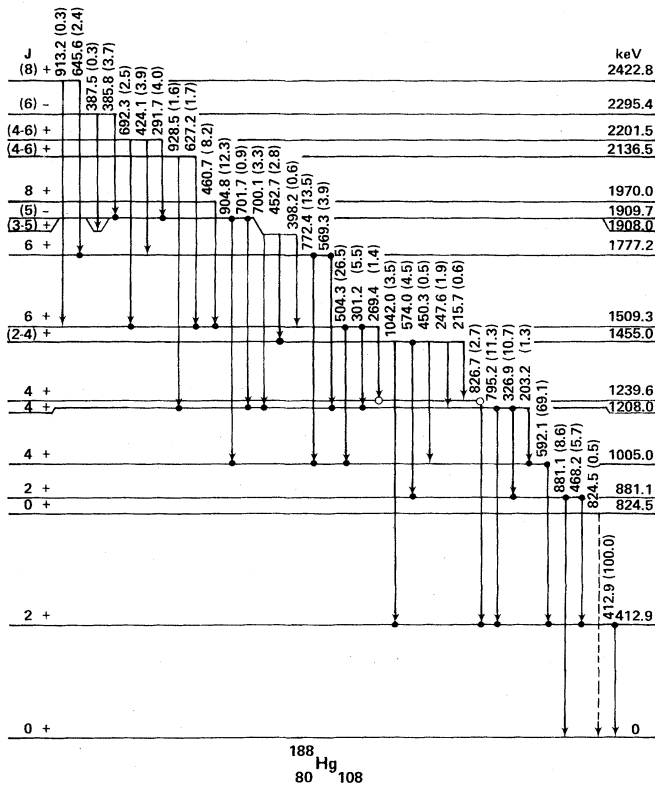 J
keV
(8) + 2422.8
(6) - 2295.4
(4-6) + 2201.5
(4-6) + 2136.5
8 + 1970.0
(5) - 1909.7
(3-5) + 1908.0
6 + 1777.2
6 + 1509.3
(2-4) + 1455.0
4 + 1239.6
4 + 1208.0
4 + 1005.0
2 + 881.1
0 + 824.5
2 + 412.9
0 + 0
913.2 (0.3)
645.6 (2.4)
387.5 (0.3)
385.8 (3.7)
692.3 (2.5)
424.1 (3.9)
291.7 (4.0)
928.5 (1.6)
627.2 (1.7)
460.7 (8.2)
904.8 (12.3)
701.7 (0.9)
700.1 (3.3)
452.7 (2.8)
398.2 (0.6)
772.4 (13.5)
569.3 (3.9)
504.3 (26.5)
301.2 (5.5)
269.4 (1.4)
1042.0 (3.5)
574.0 (4.5)
450.3 (0.5)
247.6 (1.9)
215.7 (0.6)
826.7 (2.7)
795.2 (11.3)
326.9 (10.7)
203.2 (1.3)
592.1 (69.1)
881.1 (8.6)
468.2 (5.7)
824.5 (0.5)
412.9 (100.0)
188
Hg
80 108